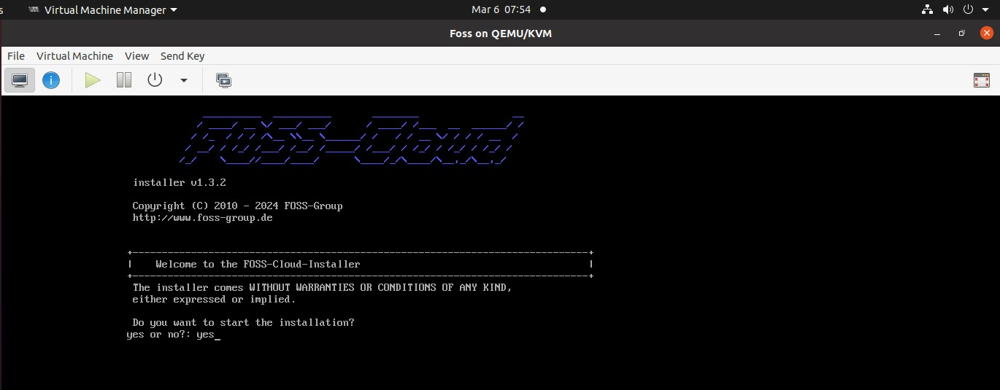 s Virtual Machine Manager Mar 6 07:54
Foss on QEMU/KVM
File Virtual Machine View Send Key
FOSS-Cloud
installer v1.3.2
Copyright (C) 2010 - 2024 FOSS-Group
http://www.foss-group.de
Welcome to the FOSS-Cloud-Installer
The installer comes WITHOUT WARRANTIES OR CONDITIONS OF ANY KIND,
either expressed or implied.
Do you want to start the installation?
yes or no?: yes_